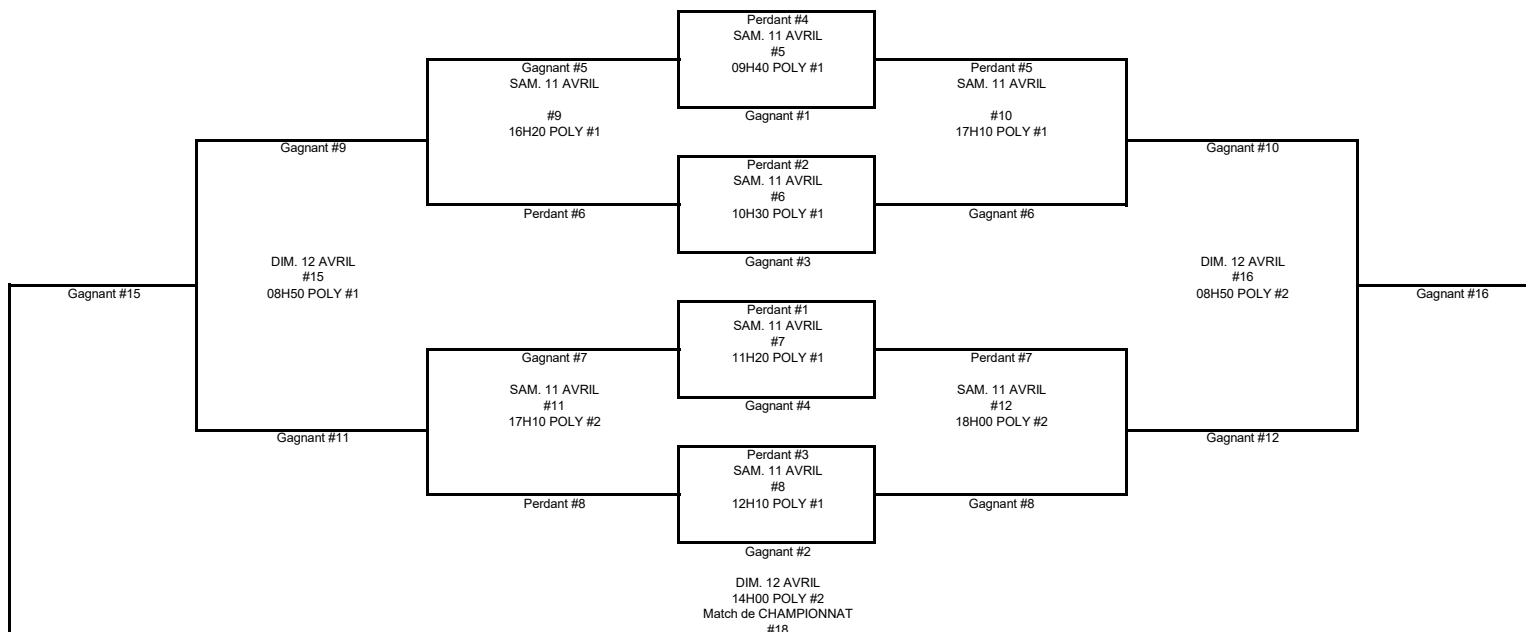 Perdant #4
SAM. 11 AVRIL
#5
09H40 POLY #1
Gagnant #5
SAM. 11 AVRIL
#9
16H20 POLY #1
Perdant #5
SAM. 11 AVRIL
#10
17H10 POLY #1
Gagnant #1
Gagnant #9
Gagnant #10
Perdant #2
SAM. 11 AVRIL
#6
10H30 POLY #1
Perdant #6
Gagnant #6
Gagnant #3
DIM. 12 AVRIL
#15
08H50 POLY #1
DIM. 12 AVRIL
#16
08H50 POLY #2
Gagnant #15
Gagnant #16
Perdant #1
SAM. 11 AVRIL
#7
11H20 POLY #1
Gagnant #7
SAM. 11 AVRIL
#11
17H10 POLY #2
Perdant #7
SAM. 11 AVRIL
#12
18H00 POLY #2
Gagnant #4
Gagnant #11
Gagnant #12
Perdant #3
SAM. 11 AVRIL
#8
12H10 POLY #1
Perdant #8
Gagnant #8
Gagnant #2
DIM. 12 AVRIL
14H00 POLY #2
Match de CHAMPIONNAT
#18